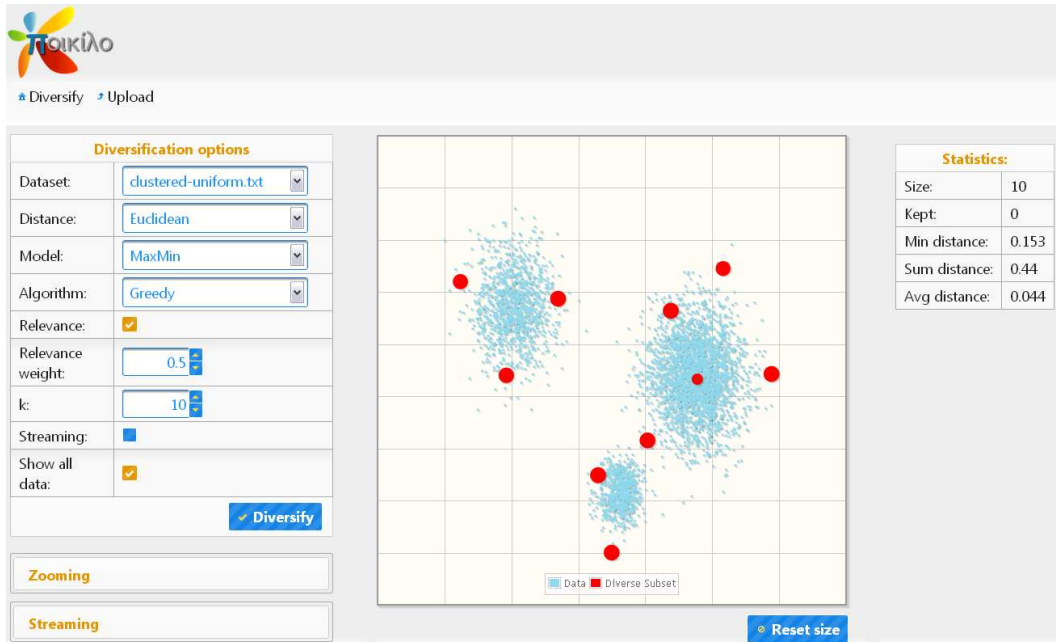 ποικίλο
Diversify Upload
Diversification options
Dataset: clustered-uniform.txt
Distance: Euclidean
Model: MaxMin
Algorithm: Greedy
Relevance:
Relevance
weight: 0.5
k: 10
Streaming:
Show all
data:
Diversify
Zooming
Streaming
Data Diverse Subset
Reset size
Statistics:
Size: 10
Kept: 0
Min distance: 0.153
Sum distance: 0.44
Avg distance: 0.044